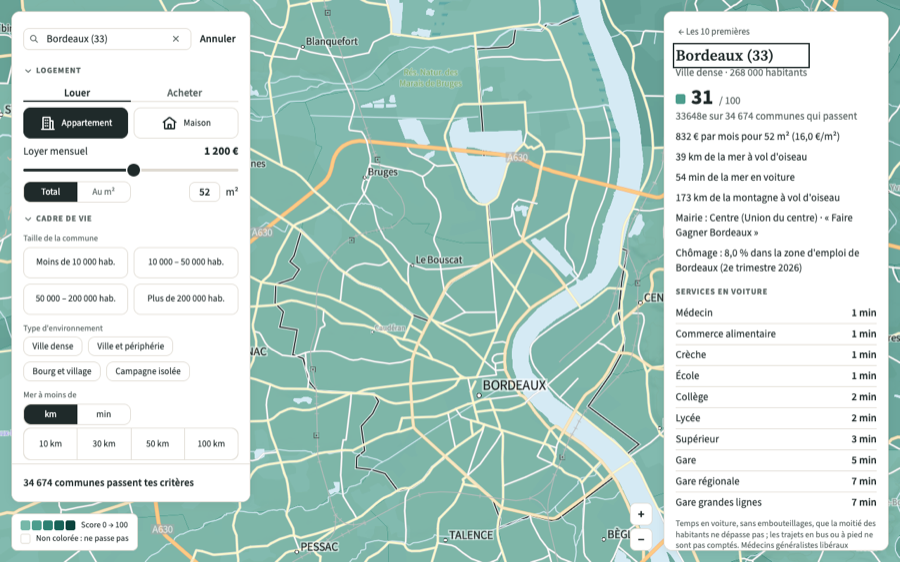 Bordeaux (33)
Annuler
LOGEMENT
Louer
Acheter
Appartement
Maison
Loyer mensuel
1 200 €
Total
Au m²
52
m²
CADRE DE VIE
Taille de la commune
Moins de 10 000 hab.
10 000 – 50 000 hab.
50 000 – 200 000 hab.
Plus de 200 000 hab.
Type d'environnement
Ville dense
Ville et périphérie
Bourg et village
Campagne isolée
Mer à moins de
km
min
10 km
30 km
50 km
100 km
34 674 communes passent tes critères
Score 0 → 100
Non colorée : ne passe pas
Blanquefort
Rés. Natur. des
Marais de Bruges
A630
Bruges
A630
Le Bouscat
Caudéran
BORDEAUX
TALENCE
PESSAC
A630
+
−
← Les 10 premières
Bordeaux (33)
Ville dense · 268 000 habitants
31 / 100
33648e sur 34 674 communes qui passent
832 € par mois pour 52 m² (16,0 €/m²)
39 km de la mer à vol d'oiseau
54 min de la mer en voiture
173 km de la montagne à vol d'oiseau
Mairie : Centre (Union du centre) · « Faire
Gagner Bordeaux »
Chômage : 8,0 % dans la zone d'emploi de
Bordeaux (2e trimestre 2026)
SERVICES EN VOITURE
Médecin 1 min
Commerce alimentaire 1 min
Crèche 1 min
École 1 min
Collège 2 min
Lycée 2 min
Supérieur 3 min
Gare 5 min
Gare régionale 7 min
Gare grandes lignes 7 min
Temps en voiture, sans embouteillages, que la moitié des
habitants ne dépasse pas ; les trajets en bus ou à pied ne
sont pas comptés. Médecins généralistes libéraux